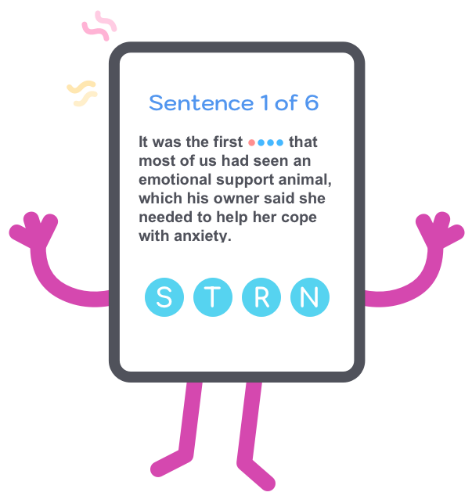 Sentence 1 of 6
It was the first •••• that
most of us had seen an
emotional support animal,
which his owner said she
needed to help her cope
with anxiety.
S T R N